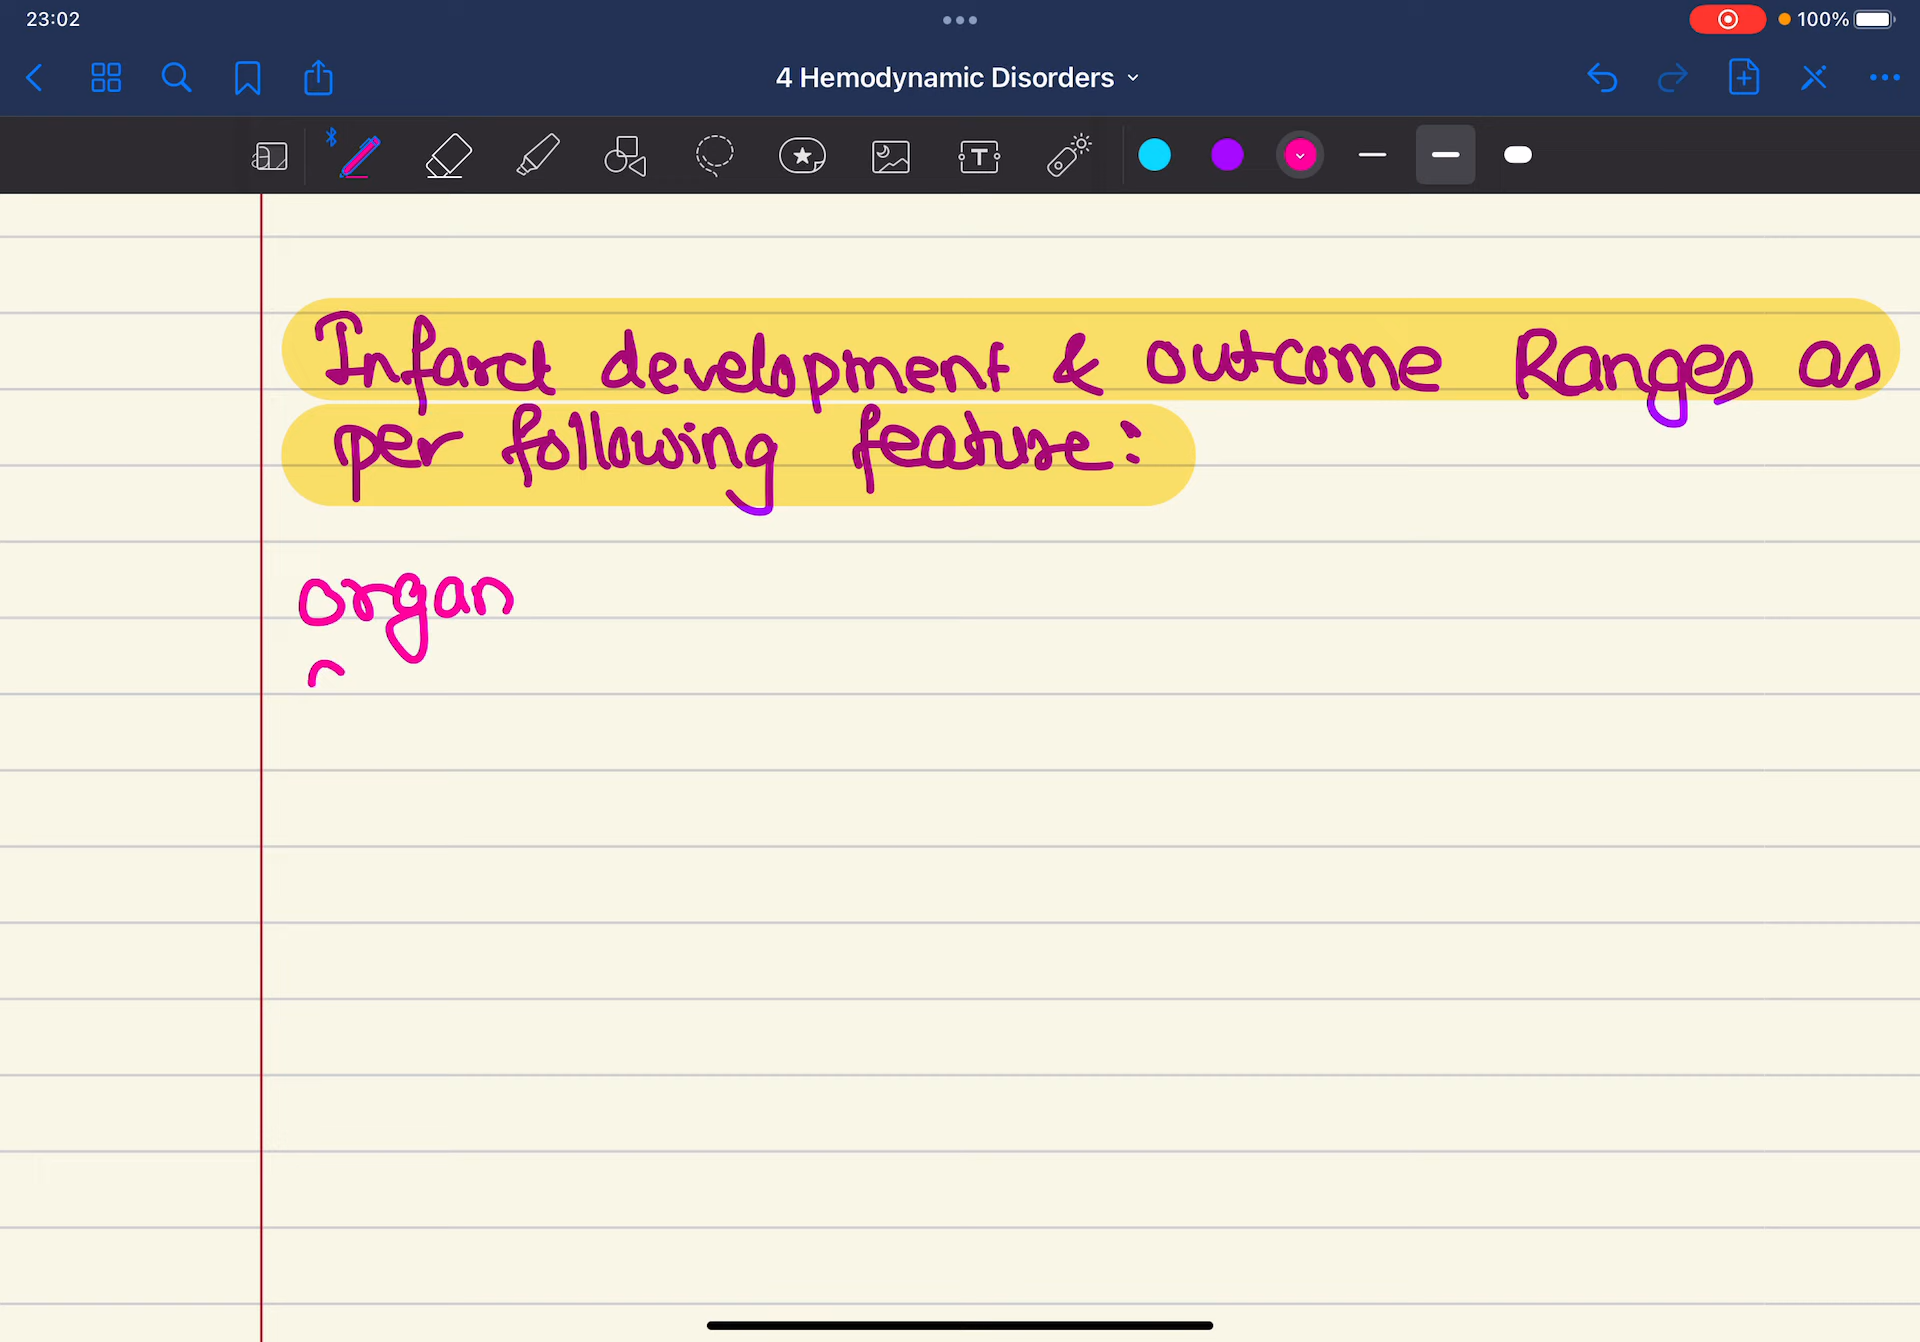 23:02
100%
4 Hemodynamic Disorders
Infarct development & outcome Ranges as
per following feature:
organ